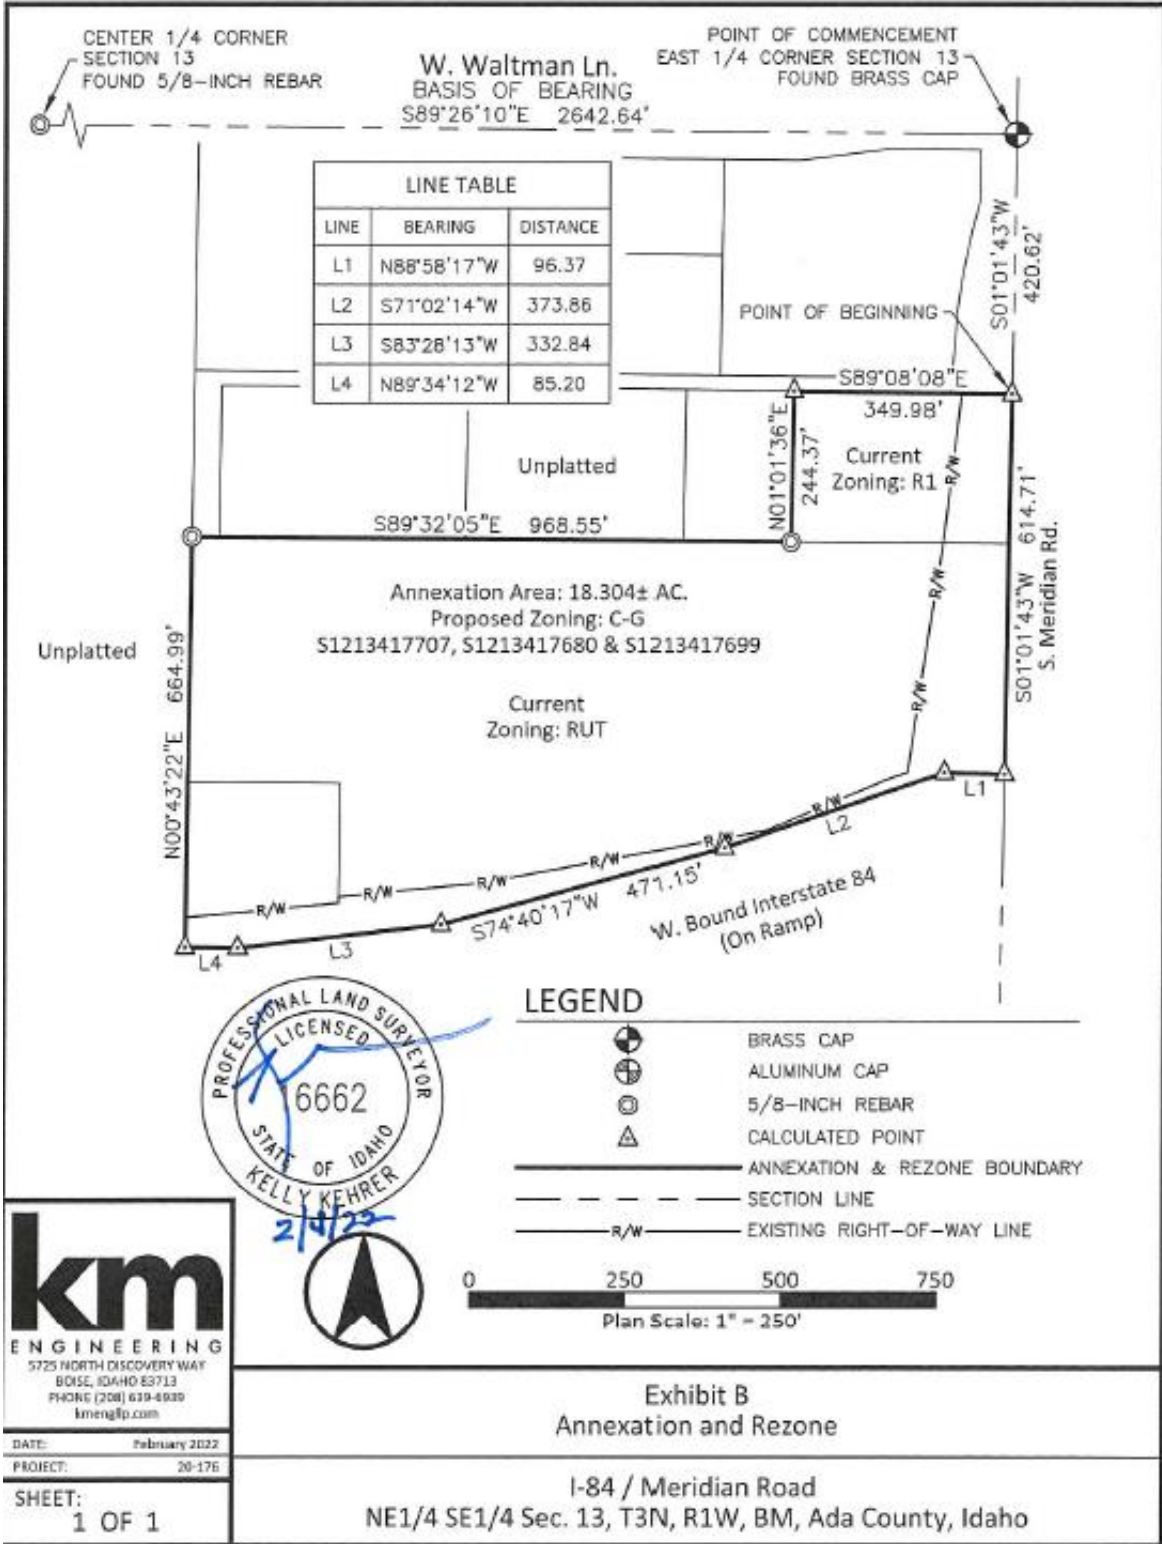 CENTER 1/4 CORNER
SECTION 13
FOUND 5/8-INCH REBAR
POINT OF COMMENCEMENT
EAST 1/4 CORNER SECTION 13
FOUND BRASS CAP
W. Waltman Ln.
BASIS OF BEARING
S89°26'10"E 2642.64'
LINE TABLE
LINE BEARING DISTANCE
L1 N88°58'17"W 96.37
L2 S71°02'14"W 373.86
L3 S83°28'13"W 332.84
L4 N89°34'12"W 85.20
S01°01'43"W
420.62'
POINT OF BEGINNING
S89°08'08"E
349.98'
N01°01'36"E
244.37'
Current
Zoning: R1
R/W
Unplatted
S89°32'05"E 968.55'
S01°01'43"W 614.71'
S. Meridian Rd.
R/W
Annexation Area: 18.304± AC.
Proposed Zoning: C-G
S1213417707, S1213417680 & S1213417699
Unplatted
N00°43'22"E 664.99'
Current
Zoning: RUT
R/W
L1
R/W
L2
R/W
R/W
R/W
R/W
R/W
S74°40'17"W 471.15'
W. Bound Interstate 84
(On Ramp)
L3
L4
PROFESSIONAL LAND SURVEYOR
LICENSED
16662
STATE OF IDAHO
KELLY KEHRER
2/4/22
LEGEND
BRASS CAP
ALUMINUM CAP
5/8-INCH REBAR
CALCULATED POINT
ANNEXATION & REZONE BOUNDARY
SECTION LINE
R/W EXISTING RIGHT-OF-WAY LINE
0 250 500 750
Plan Scale: 1" = 250'
km
ENGINEERING
5725 NORTH DISCOVERY WAY
BOISE, IDAHO 83713
PHONE (208) 639-6939
kmengllp.com
DATE: February 2022
PROJECT: 20-176
SHEET:
1 OF 1
Exhibit B
Annexation and Rezone
I-84 / Meridian Road
NE1/4 SE1/4 Sec. 13, T3N, R1W, BM, Ada County, Idaho